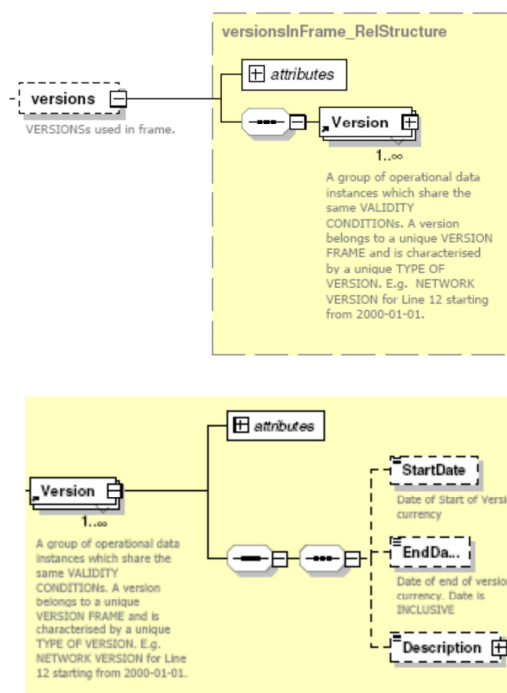 versionsInFrame_RelStructure
attributes
versions
VERSIONSs used in frame.
Version
1..∞
A group of operational data
instances which share the
same VALIDITY
CONDITIONs. A version
belongs to a unique VERSION
FRAME and is characterised
by a unique TYPE OF
VERSION. E.g. NETWORK
VERSION for Line 12 starting
from 2000-01-01.
attributes
Version
1..∞
A group of operational data
instances which share the
same VALIDITY
CONDITIONs. A version
belongs to a unique
VERSION FRAME and is
characterised by a unique
TYPE OF VERSION. E.g.
NETWORK VERSION for Line
12 starting from 2000-01-01.
StartDate
Date of Start of Versi
currency
EndDa...
Date of end of version
currency. Date is
INCLUSIVE
Description